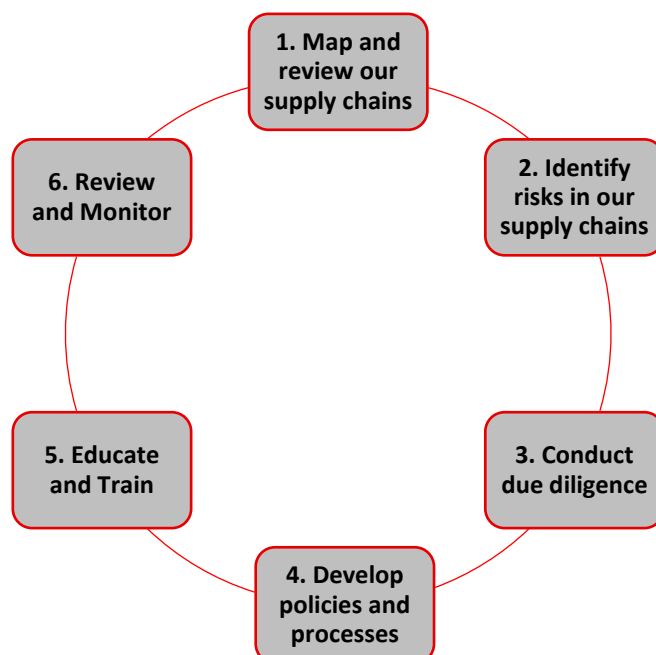 1. Map and
review our
supply chains
2. Identify
risks in our
supply chains
3. Conduct
due diligence
4. Develop
policies and
processes
5. Educate
and Train
6. Review
and Monitor